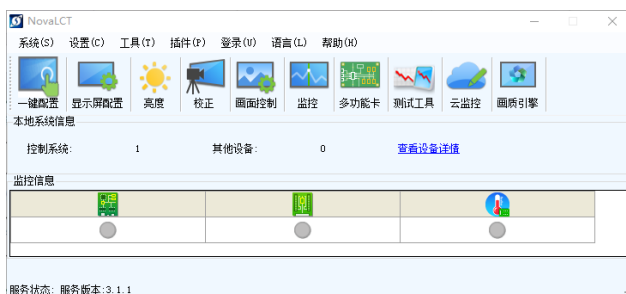 NovaLCT
系统(S) 设置(C) 工具(T) 插件(P) 登录(U) 语言(L) 帮助(H)
一键配置 显示屏配置 亮度 校正 画面控制 监控 多功能卡 测试工具 云监控 画质引擎
本地系统信息
控制系统: 1 其他设备: 0 查看设备详情
监控信息
服务状态: 服务版本:3.1.1